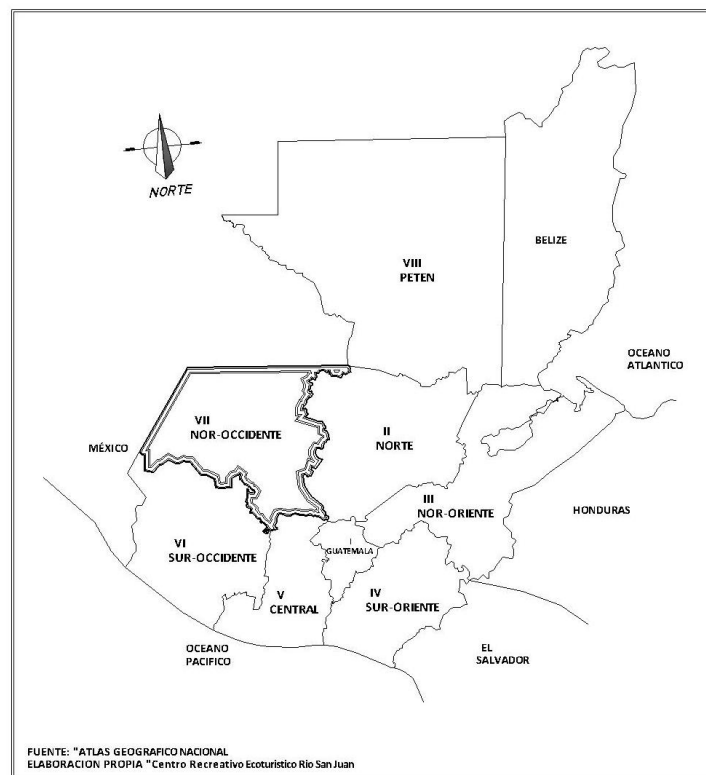 NORTE
BELIZE
VIII
PETEN
OCEANO
ATLANTICO
VII
NOR-OCCIDENTE
MÉXICO
II
NORTE
III
NOR-ORIENTE
HONDURAS
I
GUATEMALA
VI
SUR-OCCIDENTE
V
CENTRAL
IV
SUR-ORIENTE
OCEANO
PACIFICO
EL
SALVADOR
FUENTE: "ATLAS GEOGRAFICO NACIONAL
ELABORACION PROPIA "Centro Recreativo Ecoturistico Rio San Juan